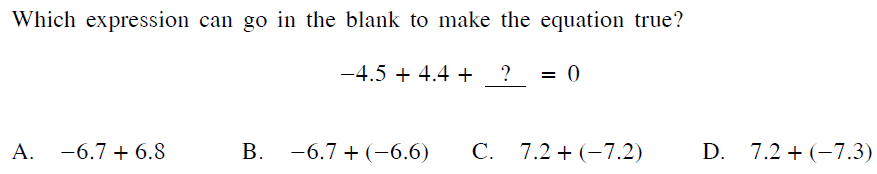 Which expression can go in the blank to make the equation true?
−4.5 + 4.4 + ? = 0
A. −6.7 + 6.8 B. −6.7 + (−6.6) C. 7.2 + (−7.2) D. 7.2 + (−7.3)